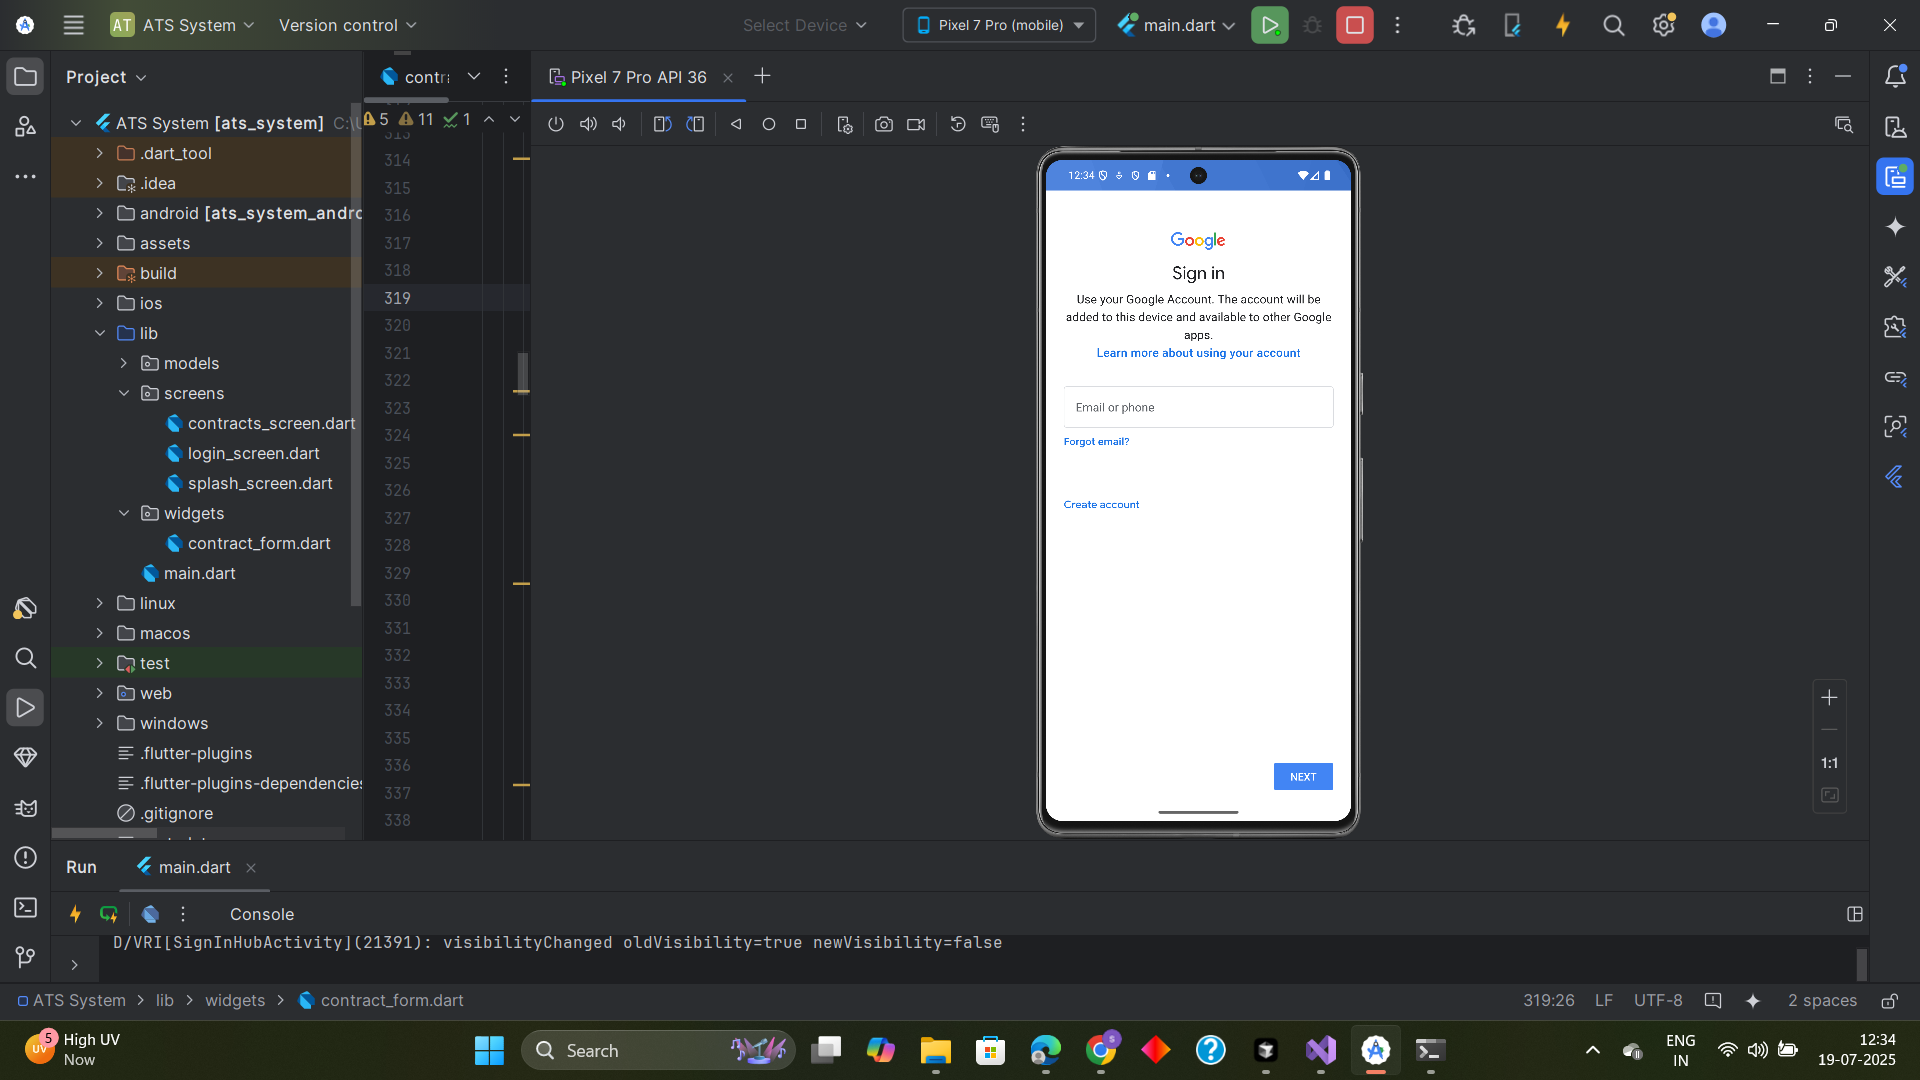 AT ATS System
Version control
Select Device
Pixel 7 Pro (mobile)
main.dart
Project
contr
Pixel 7 Pro API 36
ATS System [ats_system] C:\U
5 11 1
.dart_tool
.idea
android [ats_system_andro
assets
build
ios
lib
models
screens
contracts_screen.dart
login_screen.dart
splash_screen.dart
widgets
contract_form.dart
main.dart
linux
macos
test
web
windows
.flutter-plugins
.flutter-plugins-dependencies
.gitignore
313
314
315
316
317
318
319
320
321
322
323
324
325
326
327
328
329
330
331
332
333
334
335
336
337
338
12:34
Google
Sign in
Use your Google Account. The account will be
added to this device and available to other Google
apps.
Learn more about using your account
Email or phone
Forgot email?
Create account
NEXT
1:1
Run
main.dart
Console
D/VRI[SignInHubActivity](21391): visibilityChanged oldVisibility=true newVisibility=false
ATS System > lib > widgets > contract_form.dart
319:26 LF UTF-8 2 spaces
UV 5 High UV
Now
Search
S
ENG
IN
12:34
19-07-2025